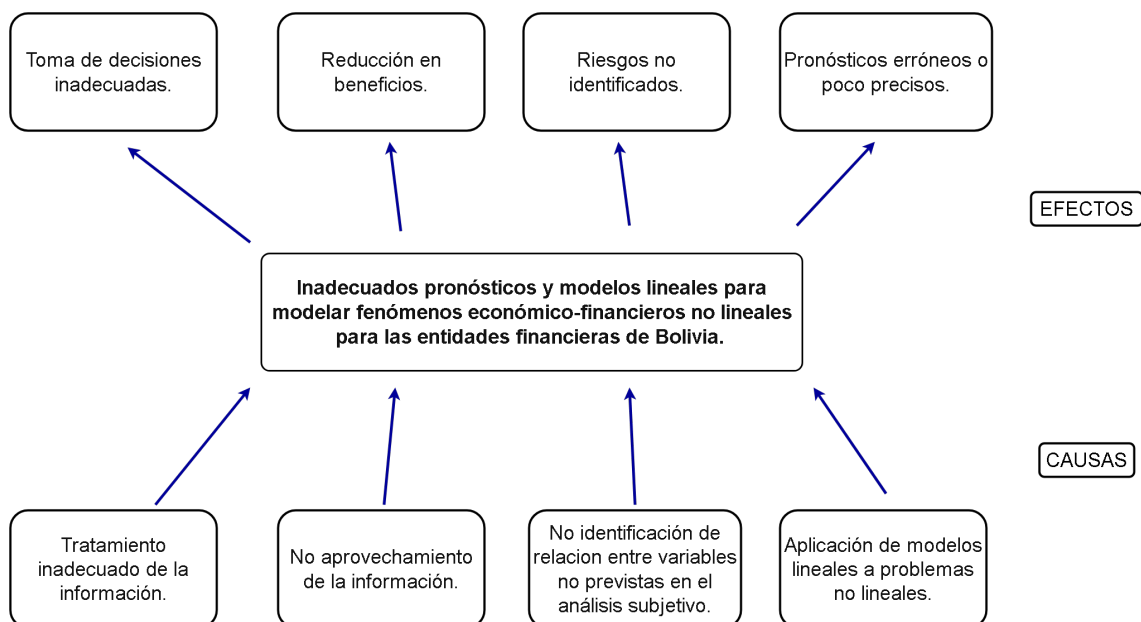 Toma de decisiones
inadecuadas.
Reducción en
beneficios.
Riesgos no
identificados.
Pronósticos erróneos o
poco precisos.
EFECTOS
Inadecuados pronósticos y modelos lineales para
modelar fenómenos económico-financieros no lineales
para las entidades financieras de Bolivia.
CAUSAS
Tratamiento
inadecuado de la
información.
No aprovechamiento
de la información.
No identificación de
relacion entre variables
no previstas en el
análisis subjetivo.
Aplicación de modelos
lineales a problemas
no lineales.